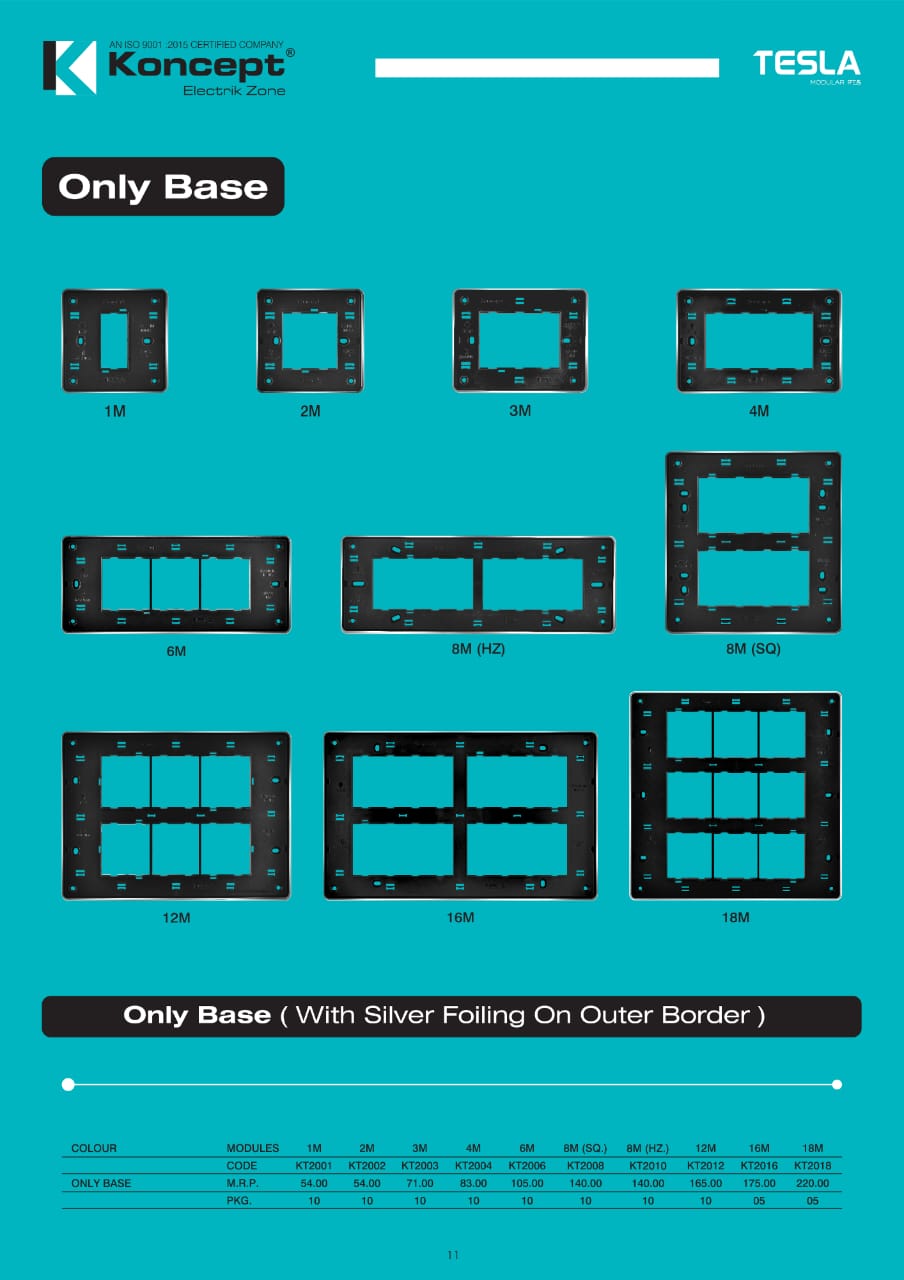 AN ISO 9001 :2015 CERTIFIED COMPANY
Koncept®
Electrik Zone
TESLA
MODULAR PTS
Only Base
1M 2M 3M 4M
6M 8M (HZ) 8M (SQ)
12M 16M 18M
Only Base ( With Silver Foiling On Outer Border )
COLOUR MODULES 1M 2M 3M 4M 6M 8M (SQ.) 8M (HZ.) 12M 16M 18M
CODE KT2001 KT2002 KT2003 KT2004 KT2006 KT2008 KT2010 KT2012 KT2016 KT2018
ONLY BASE M.R.P. 54.00 54.00 71.00 83.00 105.00 140.00 140.00 165.00 175.00 220.00
PKG. 10 10 10 10 10 10 10 10 05 05
11